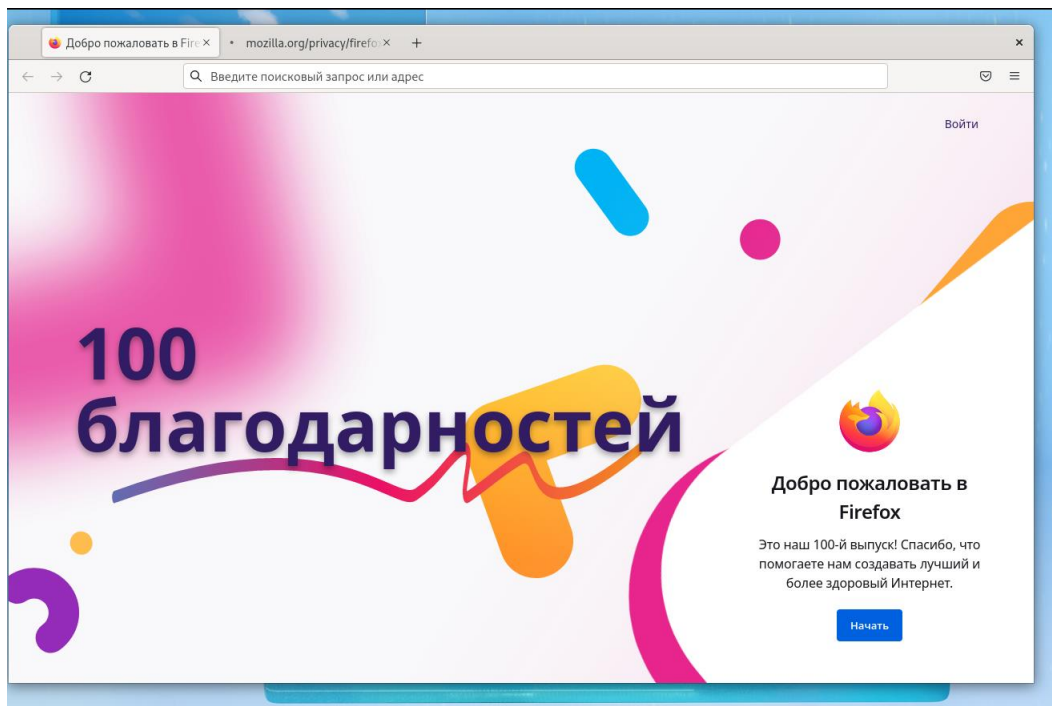 Добро пожаловать в Fire
mozilla.org/privacy/firefo
Введите поисковый запрос или адрес
Войти
100
благодарностей
Добро пожаловать в
Firefox
Это наш 100-й выпуск! Спасибо, что
помогаете нам создавать лучший и
более здоровый Интернет.
Начать